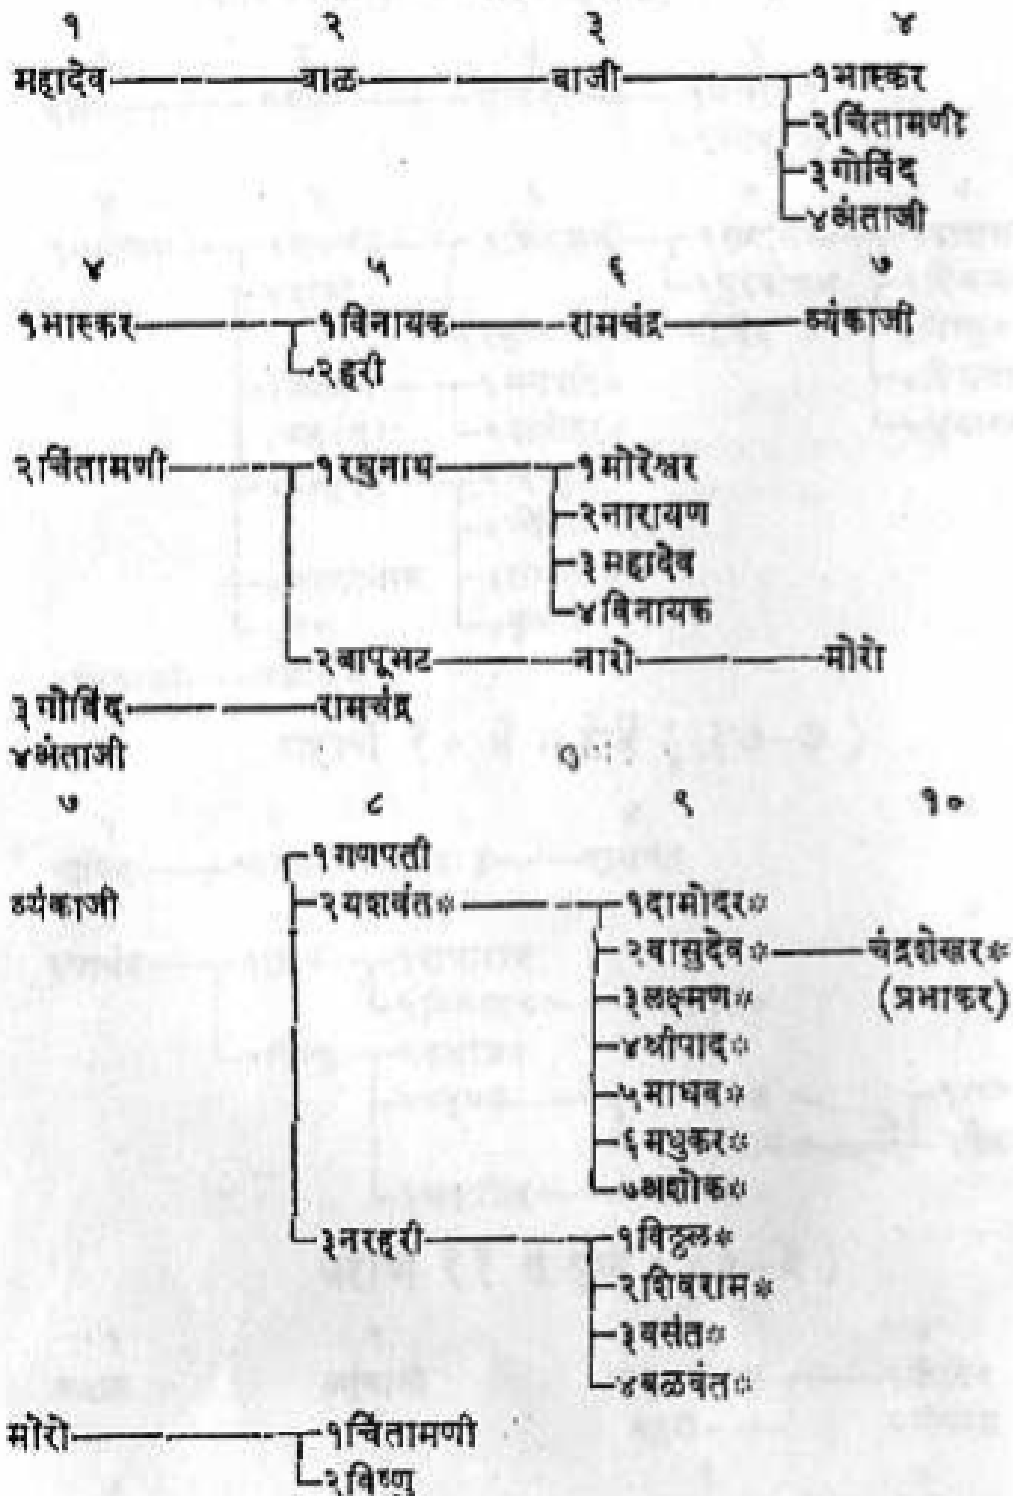 १ २ ३ ४
महादेव बाळ बाजी १भास्कर
२चिंतामणी
३गोविंद
४अंताजी
४ ५ ६ ७
१भास्कर १विनायक रामचंद्र व्यंकाजी
२हरी
२चिंतामणी १रघुनाथ १मोरेश्वर
२नारायण
३महादेव
४विनायक
२बापूभट नारो मोरो
३गोविंद रामचंद्र
४अंताजी
७ ८ ९ १०
१गणपती
व्यंकाजी २यशवंत* १दामोदर*
२वासुदेव* चंद्रशेखर*
३लक्ष्मण* (प्रभाकर)
४श्रीपाद*
५माधव*
६मधुकर*
७अशोक*
३नरहरी १विठ्ठल*
२शिवराम*
३वसंत*
४बळवंत*
मोरो १चिंतामणी
२विष्णु